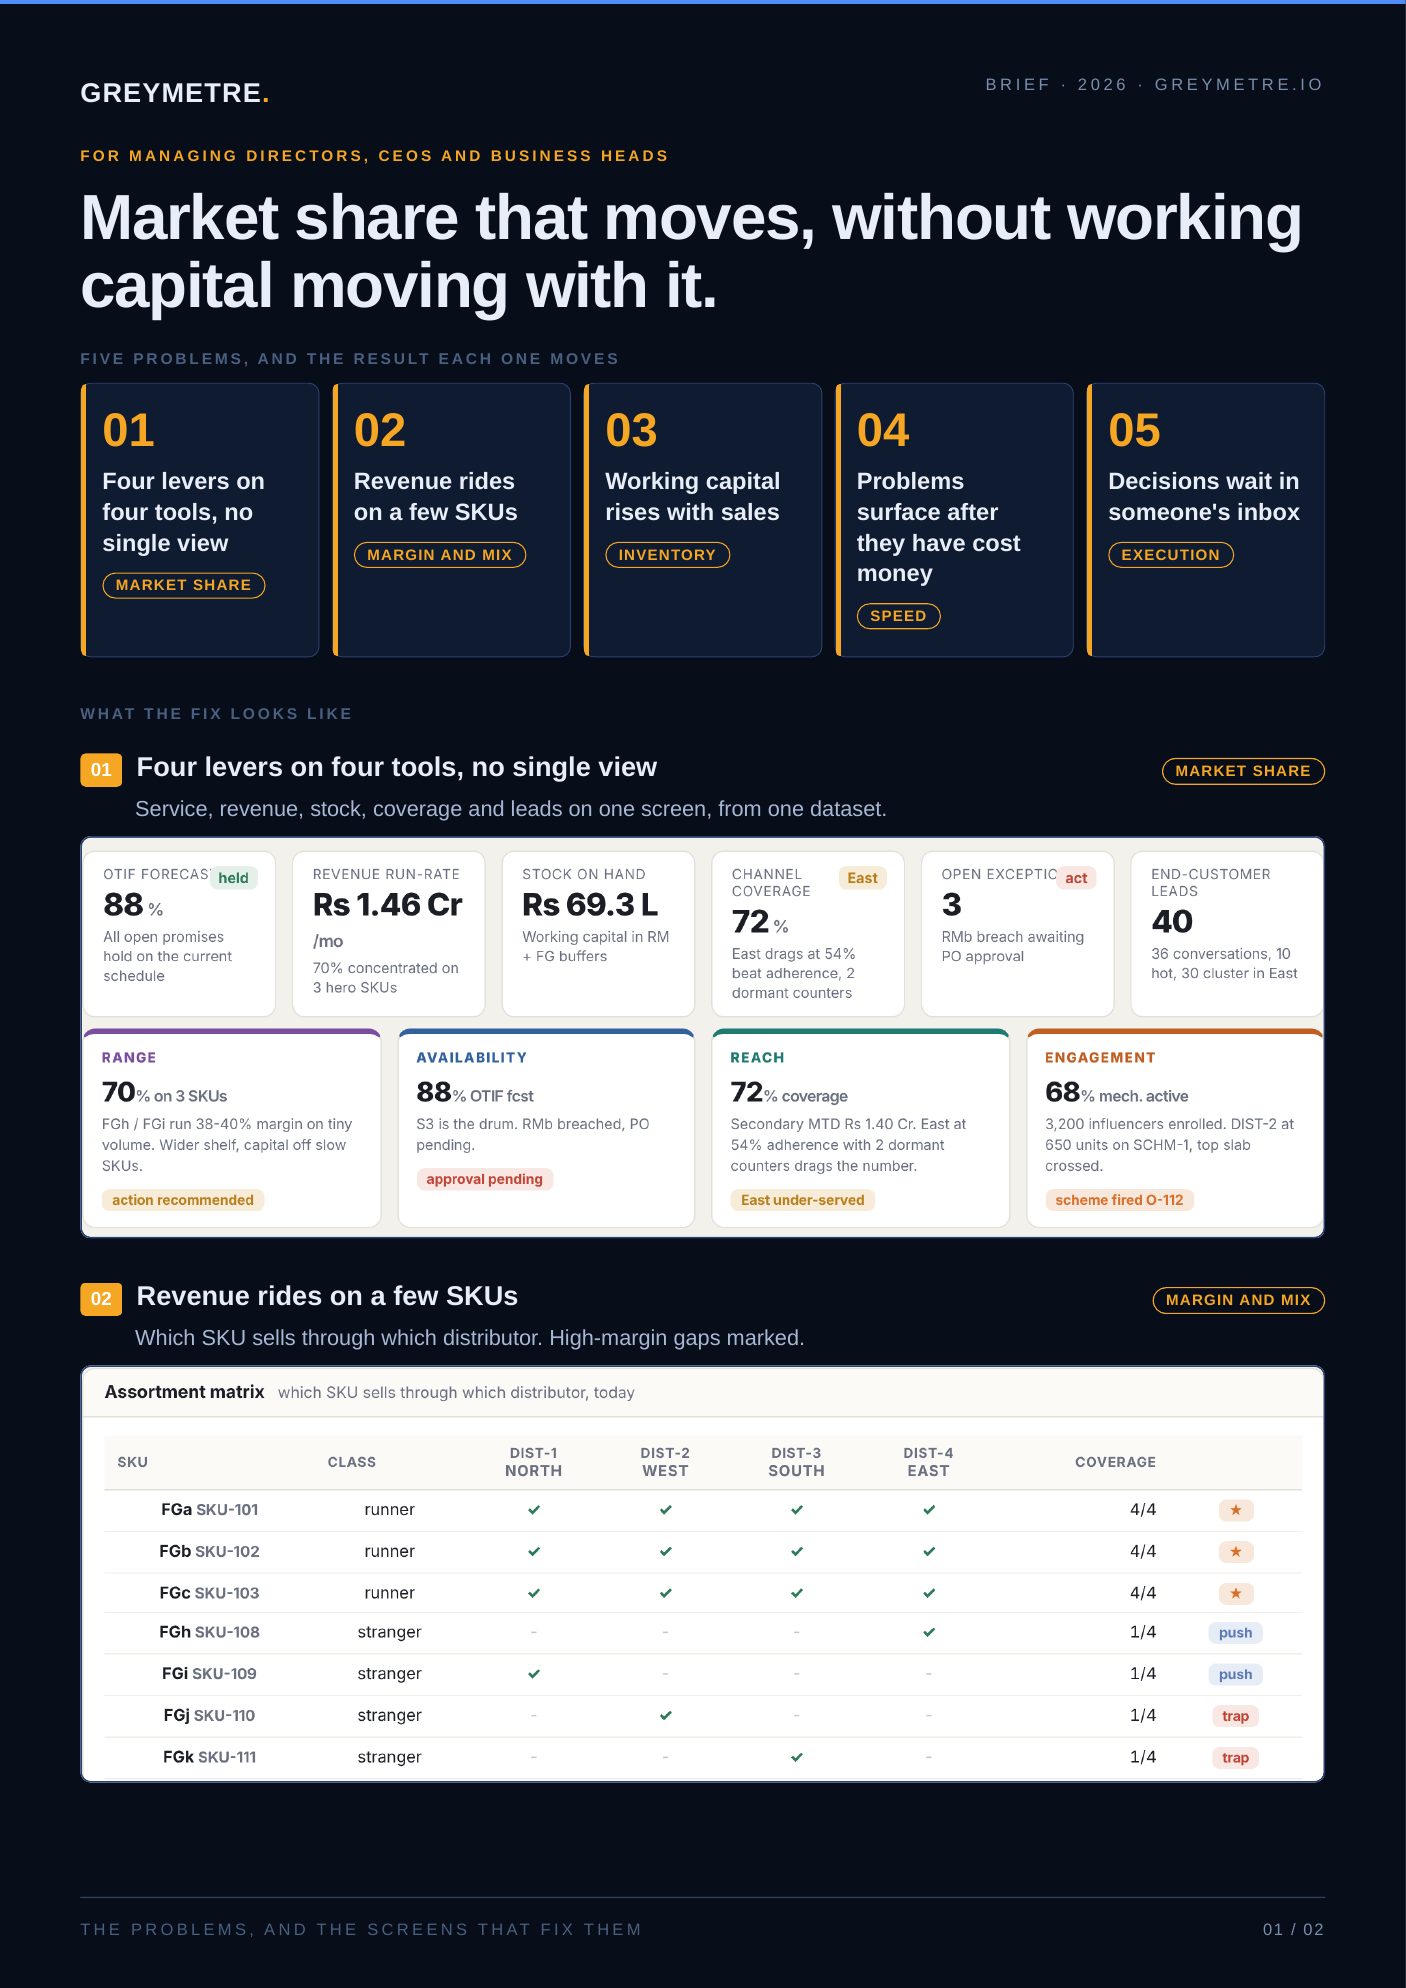 GREYMETRE.
BRIEF · 2026 · GREYMETRE.IO
FOR MANAGING DIRECTORS, CEOS AND BUSINESS HEADS
Market share that moves, without working
capital moving with it.
FIVE PROBLEMS, AND THE RESULT EACH ONE MOVES
01
Four levers on
four tools, no
single view
MARKET SHARE
02
Revenue rides
on a few SKUs
MARGIN AND MIX
03
Working capital
rises with sales
INVENTORY
04
Problems
surface after
they have cost
money
SPEED
05
Decisions wait in
someone's inbox
EXECUTION
WHAT THE FIX LOOKS LIKE
01 Four levers on four tools, no single view
MARKET SHARE
Service, revenue, stock, coverage and leads on one screen, from one dataset.
OTIF FORECAS held
88 %
All open promises
hold on the current
schedule
REVENUE RUN-RATE
Rs 1.46 Cr
/mo
70% concentrated on
3 hero SKUs
STOCK ON HAND
Rs 69.3 L
Working capital in RM
+ FG buffers
CHANNEL
COVERAGE
East
72 %
East drags at 54%
beat adherence, 2
dormant counters
OPEN EXCEPTIO act
3
RMb breach awaiting
PO approval
END-CUSTOMER
LEADS
40
36 conversations, 10
hot, 30 cluster in East
RANGE
70% on 3 SKUs
FGh / FGi run 38-40% margin on tiny
volume. Wider shelf, capital off slow
SKUs.
action recommended
AVAILABILITY
88% OTIF fcst
S3 is the drum. RMb breached, PO
pending.
approval pending
REACH
72% coverage
Secondary MTD Rs 1.40 Cr. East at
54% adherence with 2 dormant
counters drags the number.
East under-served
ENGAGEMENT
68% mech. active
3,200 influencers enrolled. DIST-2 at
650 units on SCHM-1, top slab
crossed.
scheme fired O-112
02 Revenue rides on a few SKUs
MARGIN AND MIX
Which SKU sells through which distributor. High-margin gaps marked.
Assortment matrix which SKU sells through which distributor, today
SKU CLASS DIST-1 NORTH DIST-2 WEST DIST-3 SOUTH DIST-4 EAST COVERAGE
FGa SKU-101 runner ✓ ✓ ✓ ✓ 4/4 ★
FGb SKU-102 runner ✓ ✓ ✓ ✓ 4/4 ★
FGc SKU-103 runner ✓ ✓ ✓ ✓ 4/4 ★
FGh SKU-108 stranger - - - ✓ 1/4 push
FGi SKU-109 stranger ✓ - - - 1/4 push
FGj SKU-110 stranger - ✓ - - 1/4 trap
FGk SKU-111 stranger - - ✓ - 1/4 trap
THE PROBLEMS, AND THE SCREENS THAT FIX THEM
01 / 02